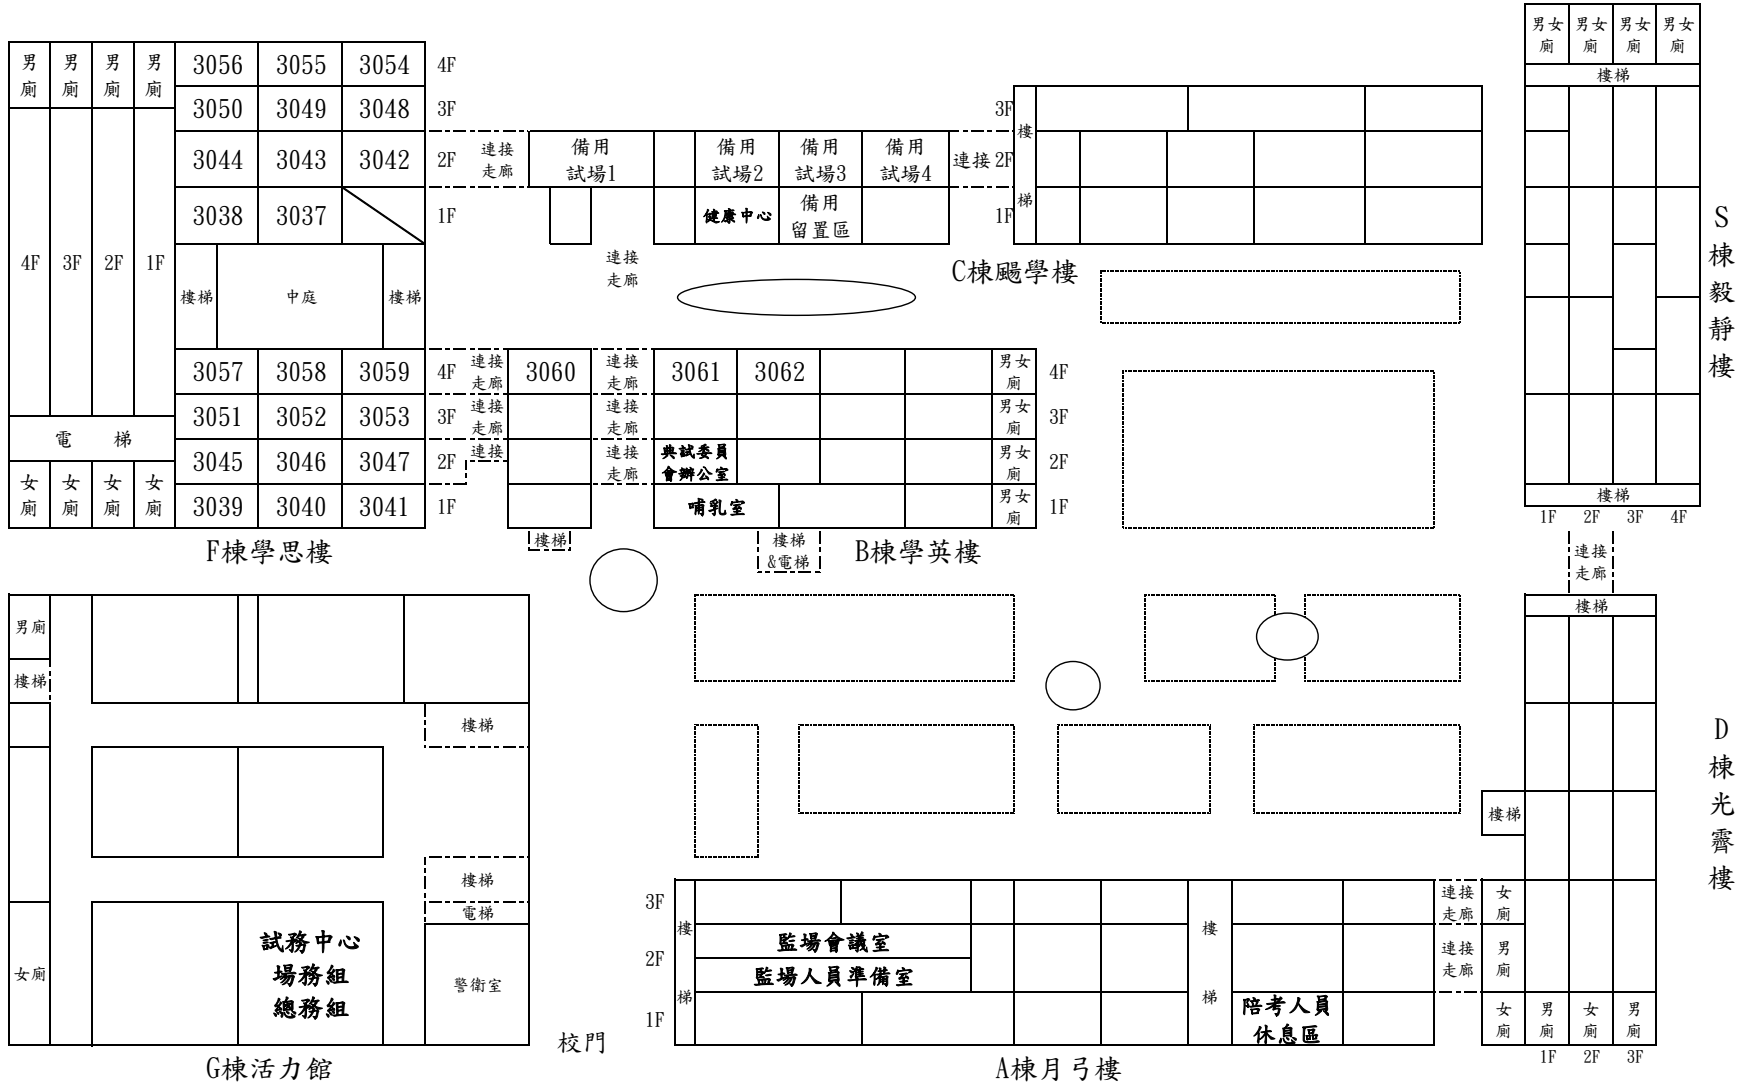 男女廁 男女廁 男女廁 男女廁
樓梯
男廁 男廁 男廁 男廁 3056 3055 3054 4F
3050 3049 3048 3F
3044 3043 3042 2F 連接走廊 備用試場1 備用試場2 備用試場3 備用試場4 連接 2F
3038 3037 1F 健康中心 備用留置區 1F
3F
樓梯
4F 3F 2F 1F
連接走廊
C棟颺學樓
S棟毅靜樓
樓梯 中庭 樓梯
3057 3058 3059 4F 連接走廊 3060 連接走廊 3061 3062 男女廁 4F
3051 3052 3053 3F 連接走廊 連接走廊 男女廁 3F
電梯
3045 3046 3047 2F 連接 連接走廊 典試委員會辦公室 男女廁 2F
女廁 女廁 女廁 女廁 3039 3040 3041 1F 哺乳室 男女廁 1F
樓梯
1F 2F 3F 4F
F棟學思樓
樓梯
樓梯&電梯
B棟學英樓
連接走廊
樓梯
男廁
樓梯
樓梯
D棟光霽樓
樓梯
樓梯
電梯
女廁
試務中心
場務組
總務組
警衛室
校門
G棟活力館
3F 連接走廊 女廁
樓梯
樓梯
2F 監場會議室
監場人員準備室
連接走廊 男廁
1F 陪考人員休息區 女廁 男廁 女廁 男廁
1F 2F 3F
A棟月弓樓